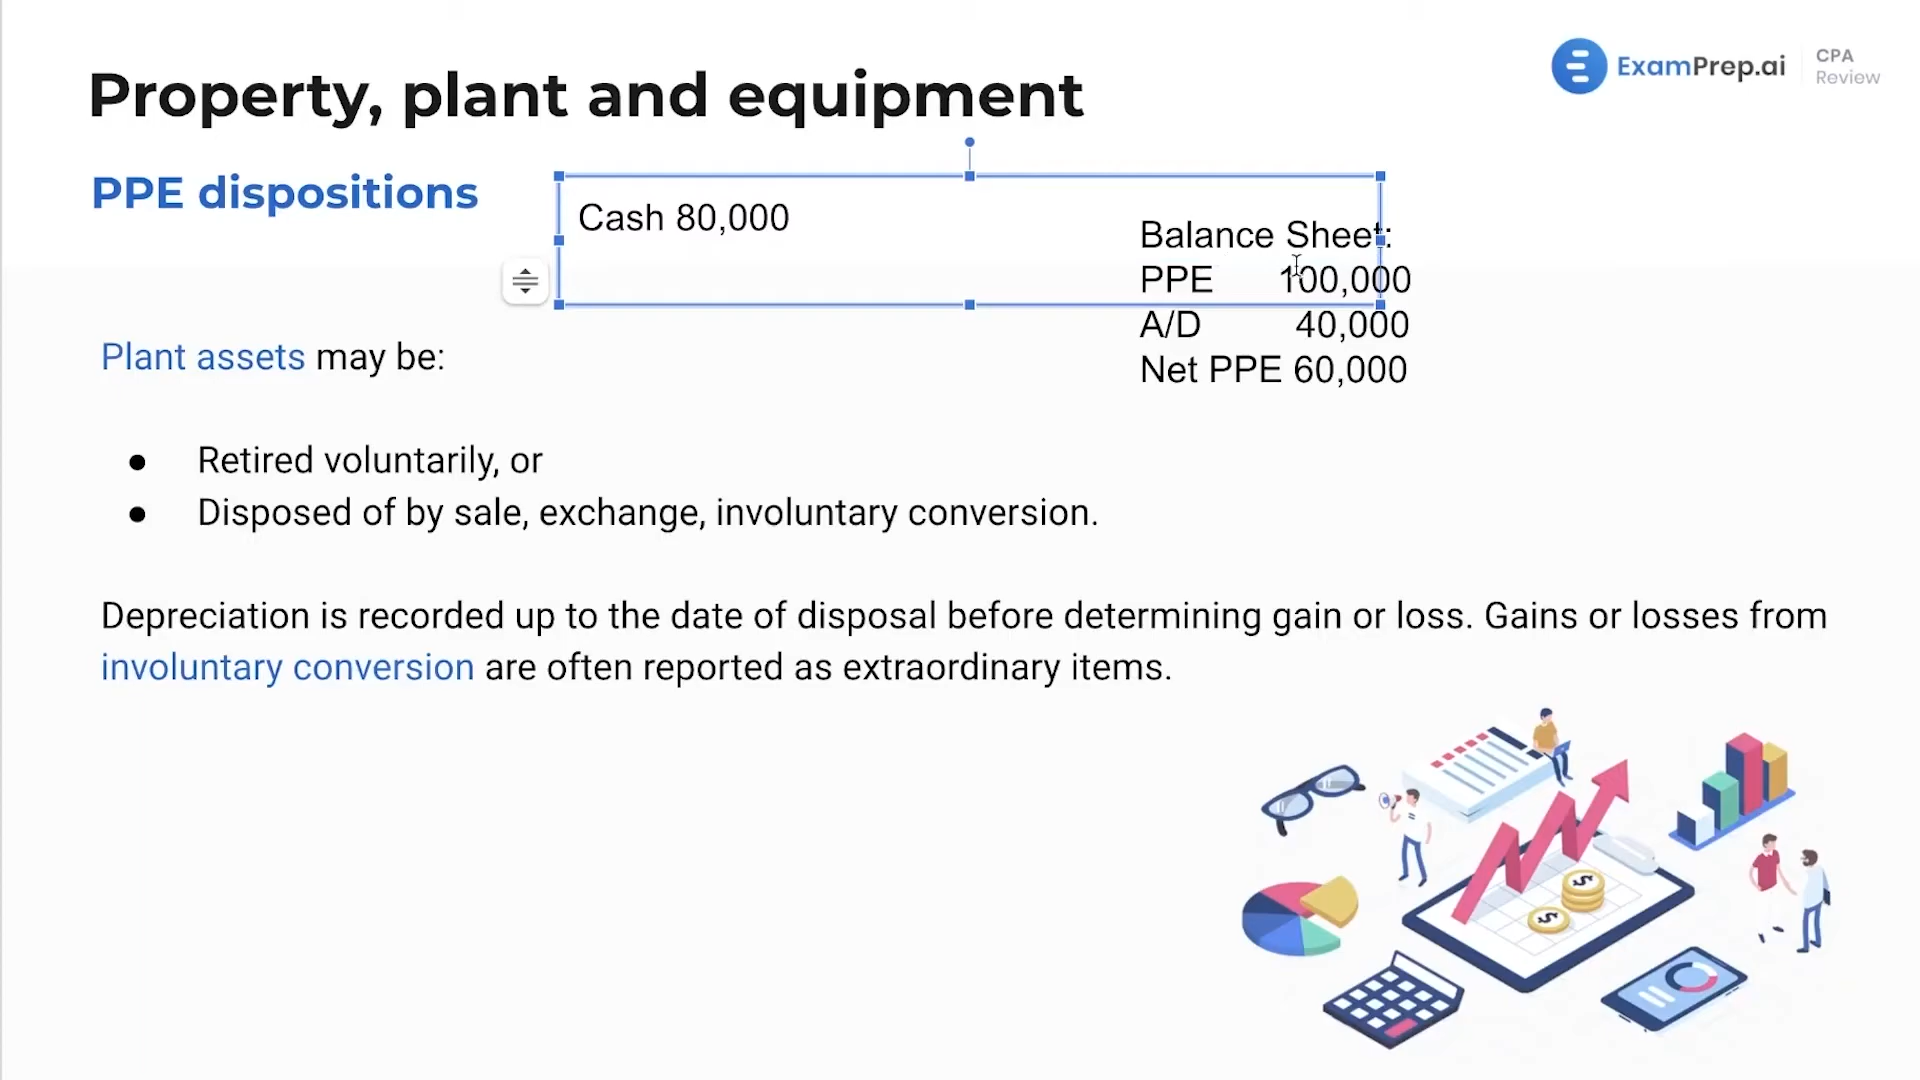 Property, plant and equipment
ExamPrep.ai
CPA
Review
PPE dispositions
Cash 80,000
Balance Sheet:
PPE 100,000
A/D 40,000
Net PPE 60,000
Plant assets may be:
● Retired voluntarily, or
● Disposed of by sale, exchange, involuntary conversion.
Depreciation is recorded up to the date of disposal before determining gain or loss. Gains or losses from
involuntary conversion are often reported as extraordinary items.
$
$